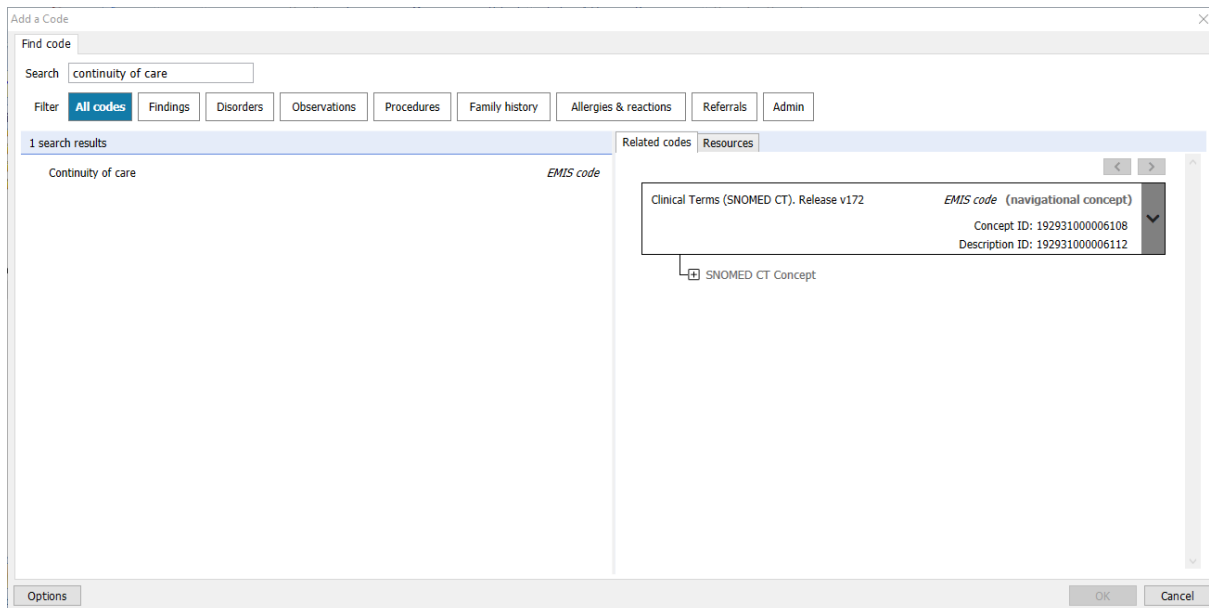 Add a Code
Find code
Search continuity of care
Filter All codes Findings Disorders Observations Procedures Family history Allergies & reactions Referrals Admin
1 search results
Continuity of care EMIS code
Related codes Resources
< >
Clinical Terms (SNOMED CT). Release v172 EMIS code (navigational concept)
Concept ID: 192931000006108
Description ID: 192931000006112
SNOMED CT Concept
Options OK Cancel